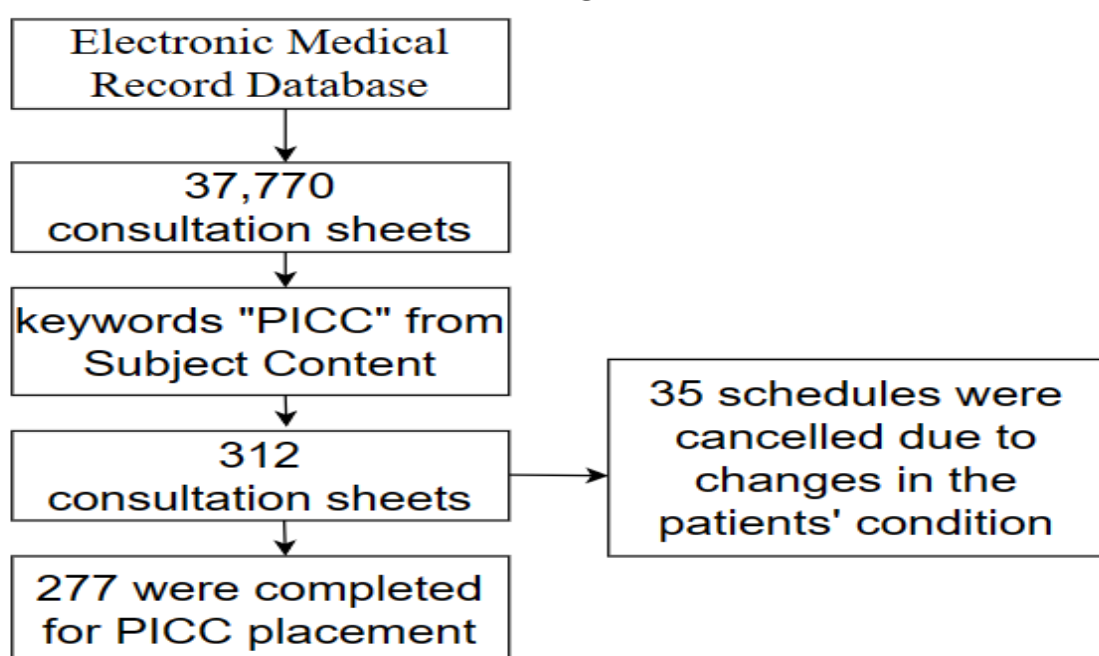 Electronic Medical
Record Database
37,770
consultation sheets
keywords "PICC" from
Subject Content
312
consultation sheets
35 schedules were
cancelled due to
changes in the
patients' condition
277 were completed
for PICC placement